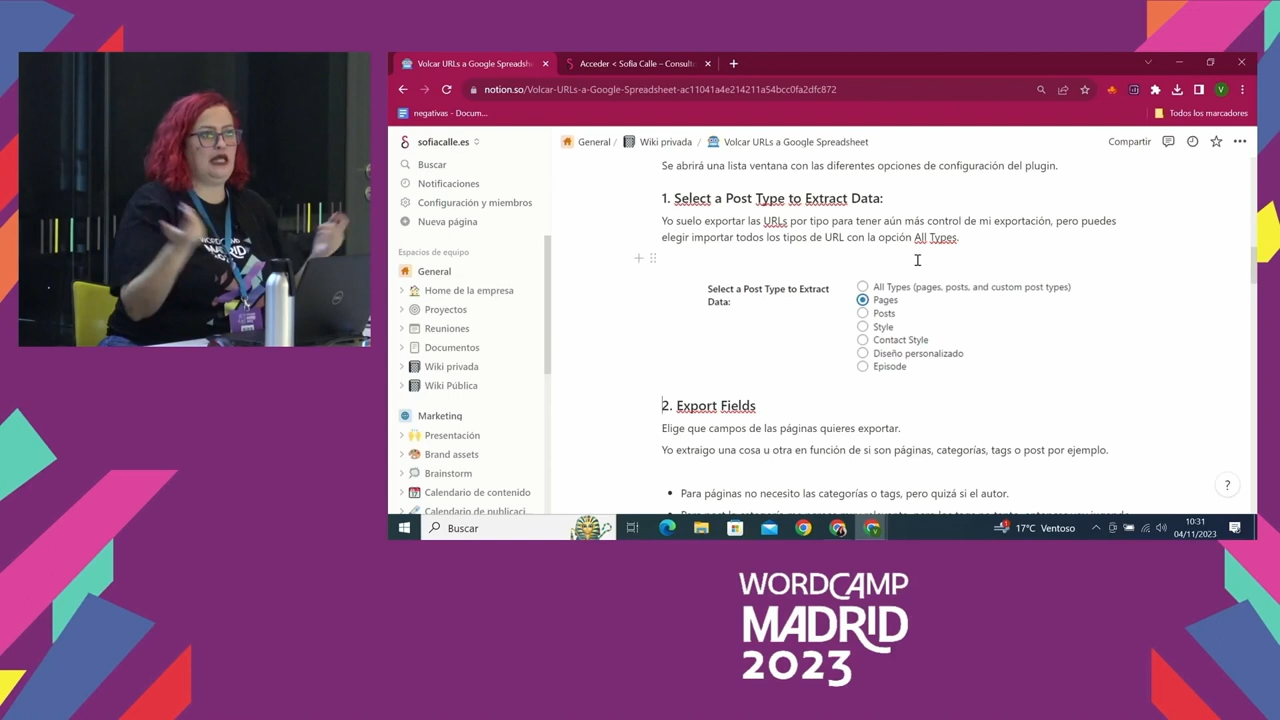 WORDCAMP
MADRID
Volcar URLs a Google Spreadsh
Acceder < Sofia Calle – Consult
notion.so/Volcar-URLs-a-Google-Spreadsheet-ac11041a4e214211a54bcc0fa2dfc872
V
negativas - Docum...
Todos los marcadores
sofiacalle.es
General / Wiki privada / Volcar URLs a Google Spreadsheet
Compartir
Buscar
Notificaciones
Configuración y miembros
Nueva página
Espacios de equipo
General
Home de la empresa
Proyectos
Reuniones
Documentos
Wiki privada
Wiki Pública
Marketing
Presentación
Brand assets
Brainstorm
Calendario de contenido
Calendario de publicaci...
Se abrirá una lista ventana con las diferentes opciones de configuración del plugin.
1. Select a Post Type to Extract Data:
Yo suelo exportar las URLs por tipo para tener aún más control de mi exportación, pero puedes
elegir importar todos los tipos de URL con la opción All Types.
Select a Post Type to Extract
Data:
All Types (pages, posts, and custom post types)
Pages
Posts
Style
Contact Style
Diseño personalizado
Episode
2. Export Fields
Elige que campos de las páginas quieres exportar.
Yo extraigo una cosa u otra en función de si son páginas, categorías, tags o post por ejemplo.
Para páginas no necesito las categorías o tags, pero quizá sí el autor.
?
Buscar
17°C Ventoso
10:31
04/11/2023
WORDCAMP
MADRID
2023